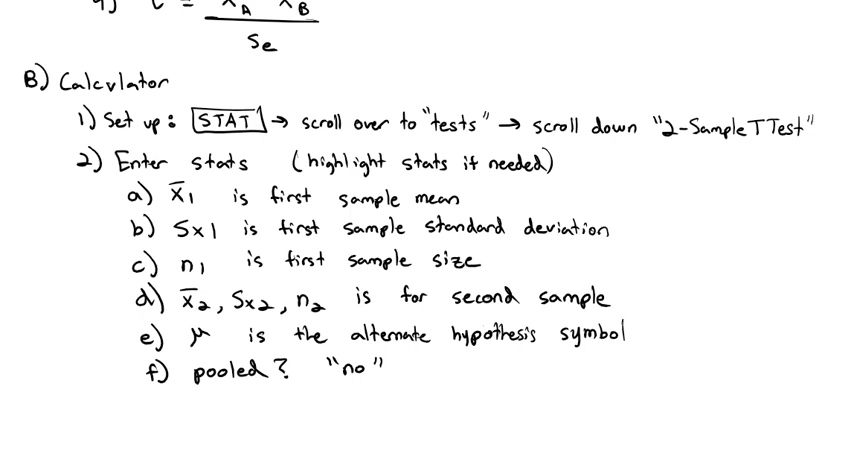 4) t = x̄A - x̄B
Se
B) Calculator
1) Set up: STAT → scroll over to "tests" → scroll down "2-SampleTTest"
2) Enter stats (highlight stats if needed)
a) x̄1 is first sample mean
b) Sx1 is first sample standard deviation
c) n1 is first sample size
d) x̄2, Sx2, n2 is for second sample
e) μ is the alternate hypothesis symbol
f) pooled? "no"